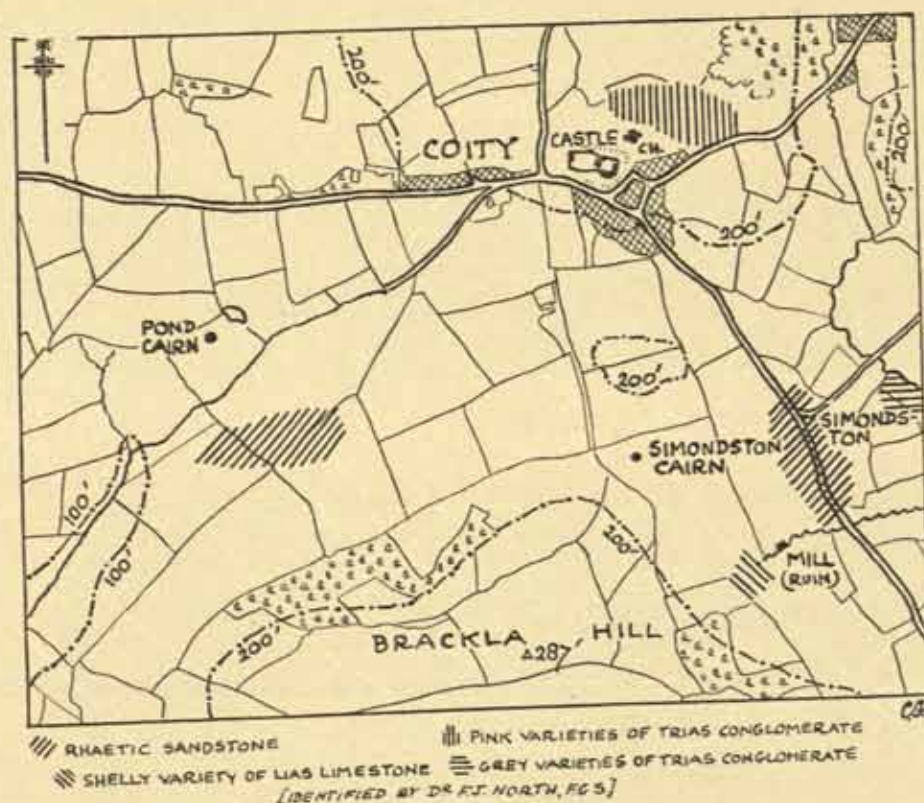 200'
COITY
CASTLE
CH.
200'
200'
POND
CAIRN
200'
SIMONDS-
TON
SIMONDSTON
CAIRN
100'
100'
200'
MILL
(RUIN)
200'
BRACKLA HILL
287
RHAETIC SANDSTONE
PINK VARIETIES OF TRIAS CONGLOMERATE
SHELLY VARIETY OF LIAS LIMESTONE
GREY VARIETIES OF TRIAS CONGLOMERATE
[IDENTIFIED BY DR F.J. NORTH, F.G.S]